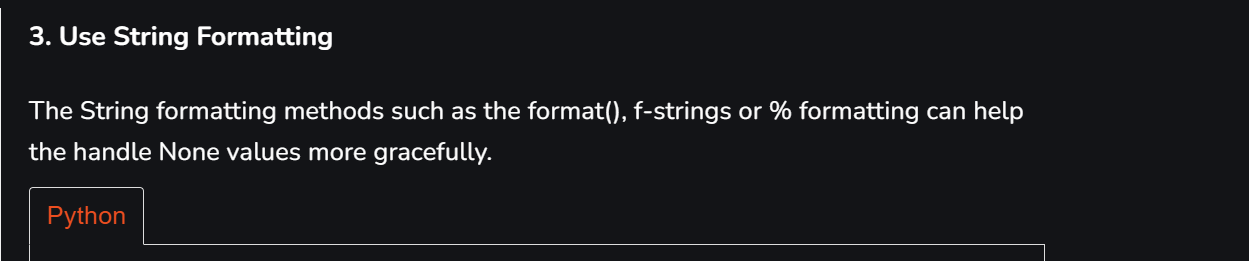 3. Use String Formatting
The String formatting methods such as the format(), f-strings or % formatting can help
the handle None values more gracefully.
Python